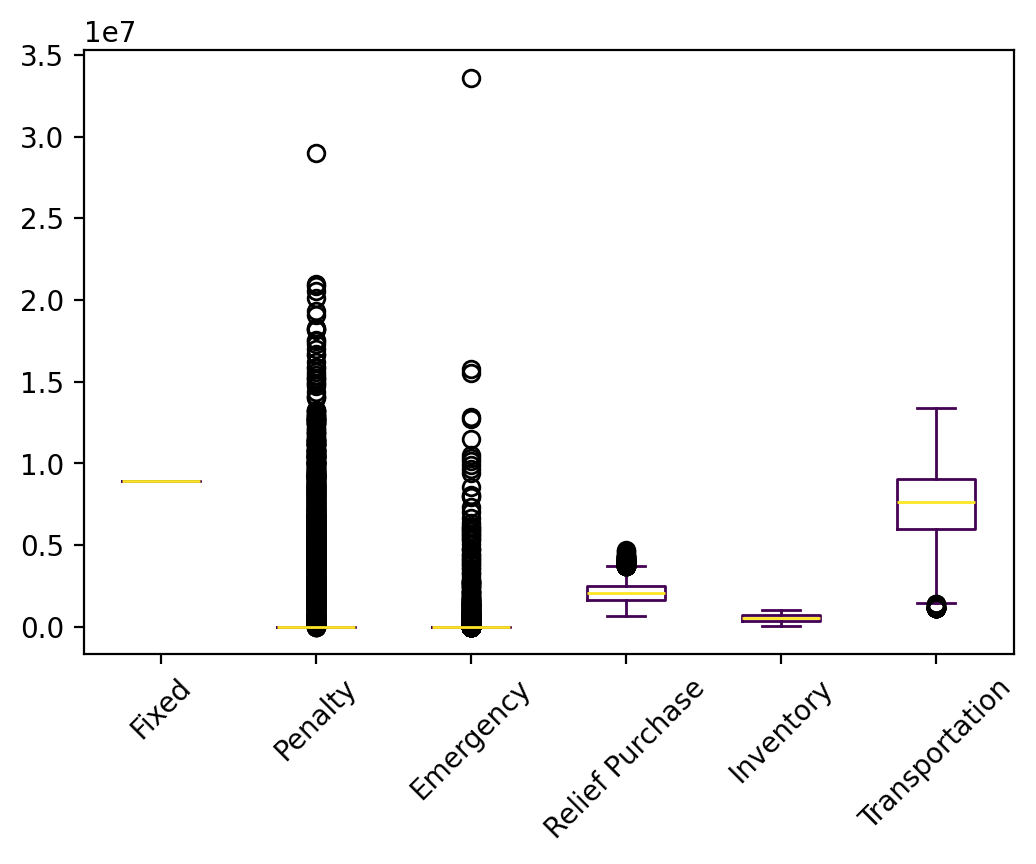 1e7
3.5
3.0
2.5
2.0
1.5
1.0
0.5
0.0
Fixed
Penalty
Emergency
Relief Purchase
Inventory
Transportation